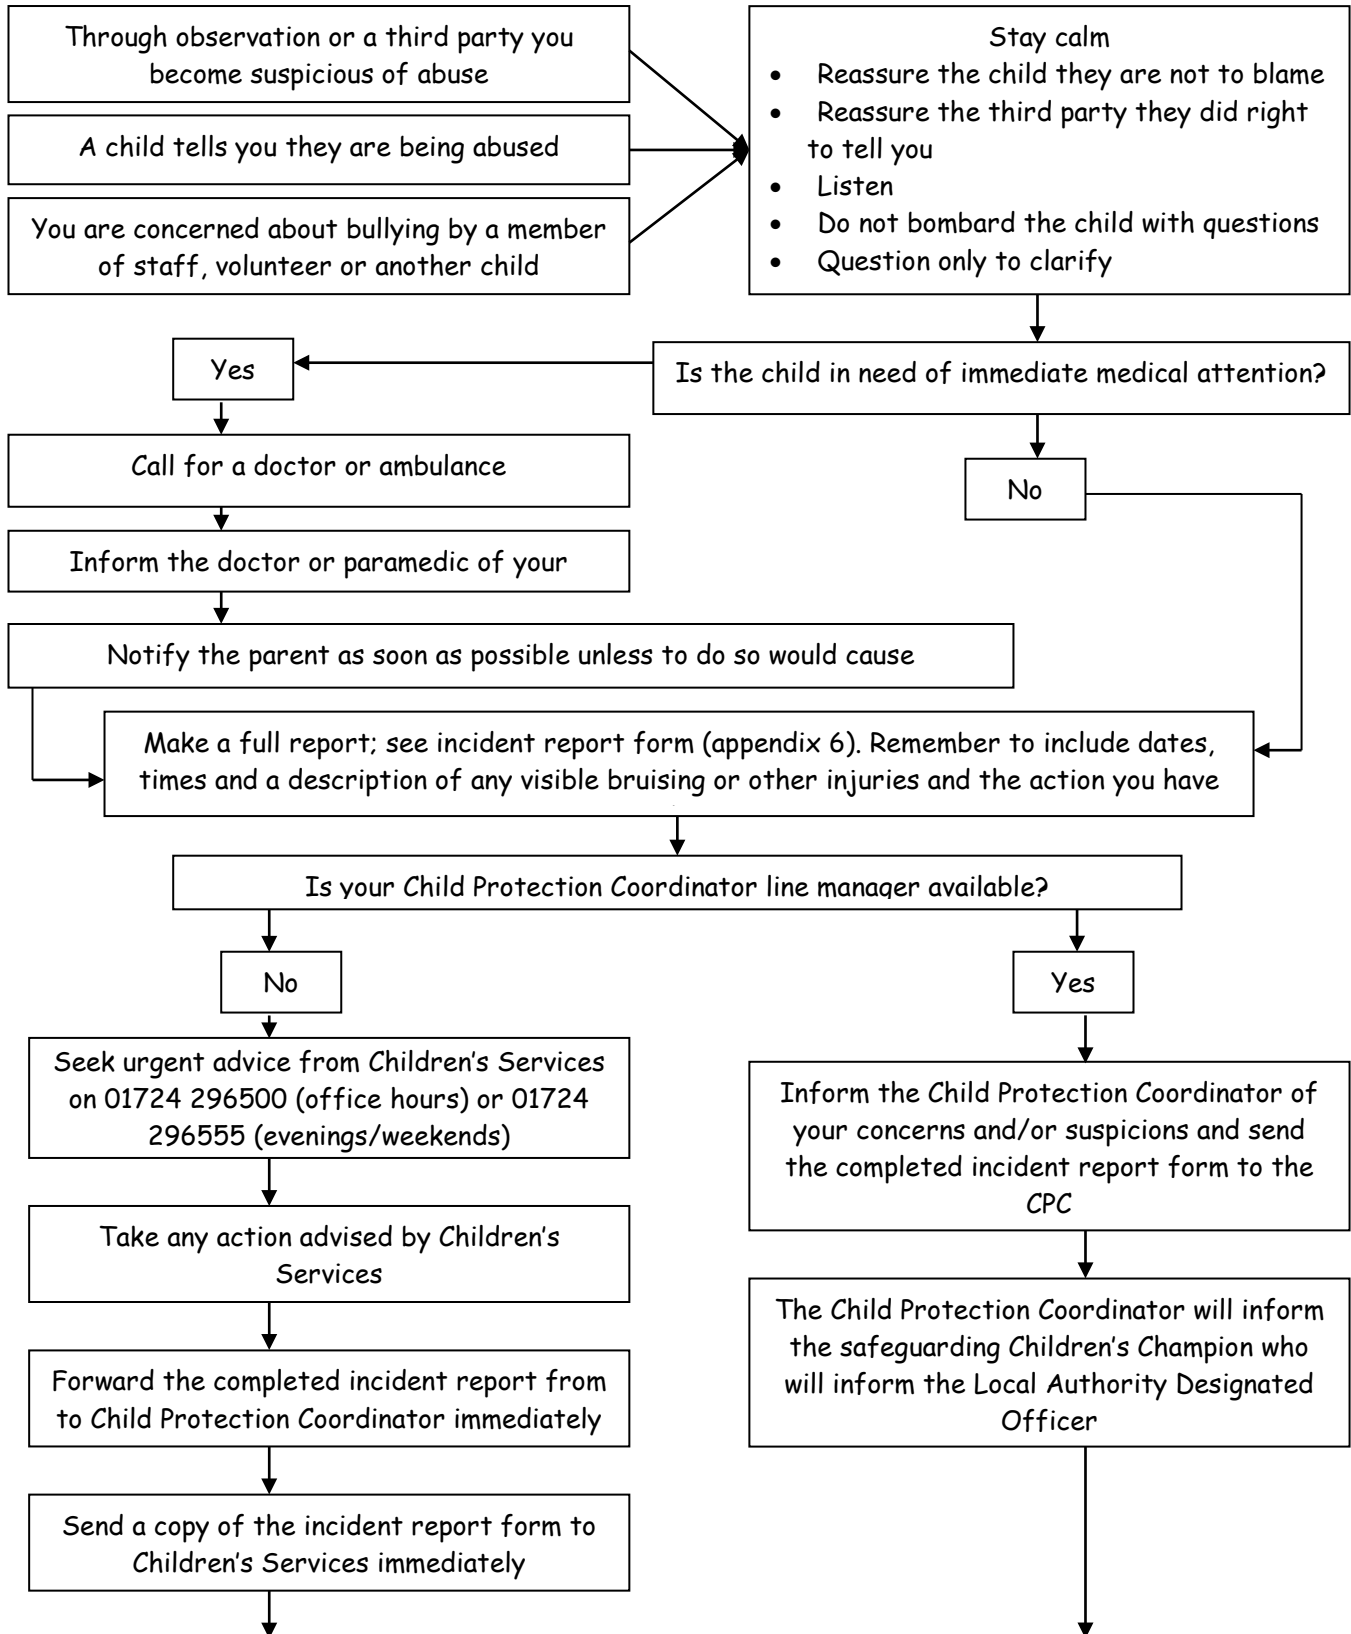 Through observation or a third party you
become suspicious of abuse
A child tells you they are being abused
You are concerned about bullying by a member
of staff, volunteer or another child
Stay calm
• Reassure the child they are not to blame
• Reassure the third party they did right
to tell you
• Listen
• Do not bombard the child with questions
• Question only to clarify
Is the child in need of immediate medical attention?
Yes
No
Call for a doctor or ambulance
Inform the doctor or paramedic of your
Notify the parent as soon as possible unless to do so would cause
Make a full report; see incident report form (appendix 6). Remember to include dates,
times and a description of any visible bruising or other injuries and the action you have
Is your Child Protection Coordinator line manager available?
No
Yes
Seek urgent advice from Children's Services
on 01724 296500 (office hours) or 01724
296555 (evenings/weekends)
Take any action advised by Children's
Services
Forward the completed incident report from
to Child Protection Coordinator immediately
Send a copy of the incident report form to
Children's Services immediately
Inform the Child Protection Coordinator of
your concerns and/or suspicions and send
the completed incident report form to the
CPC
The Child Protection Coordinator will inform
the safeguarding Children's Champion who
will inform the Local Authority Designated
Officer